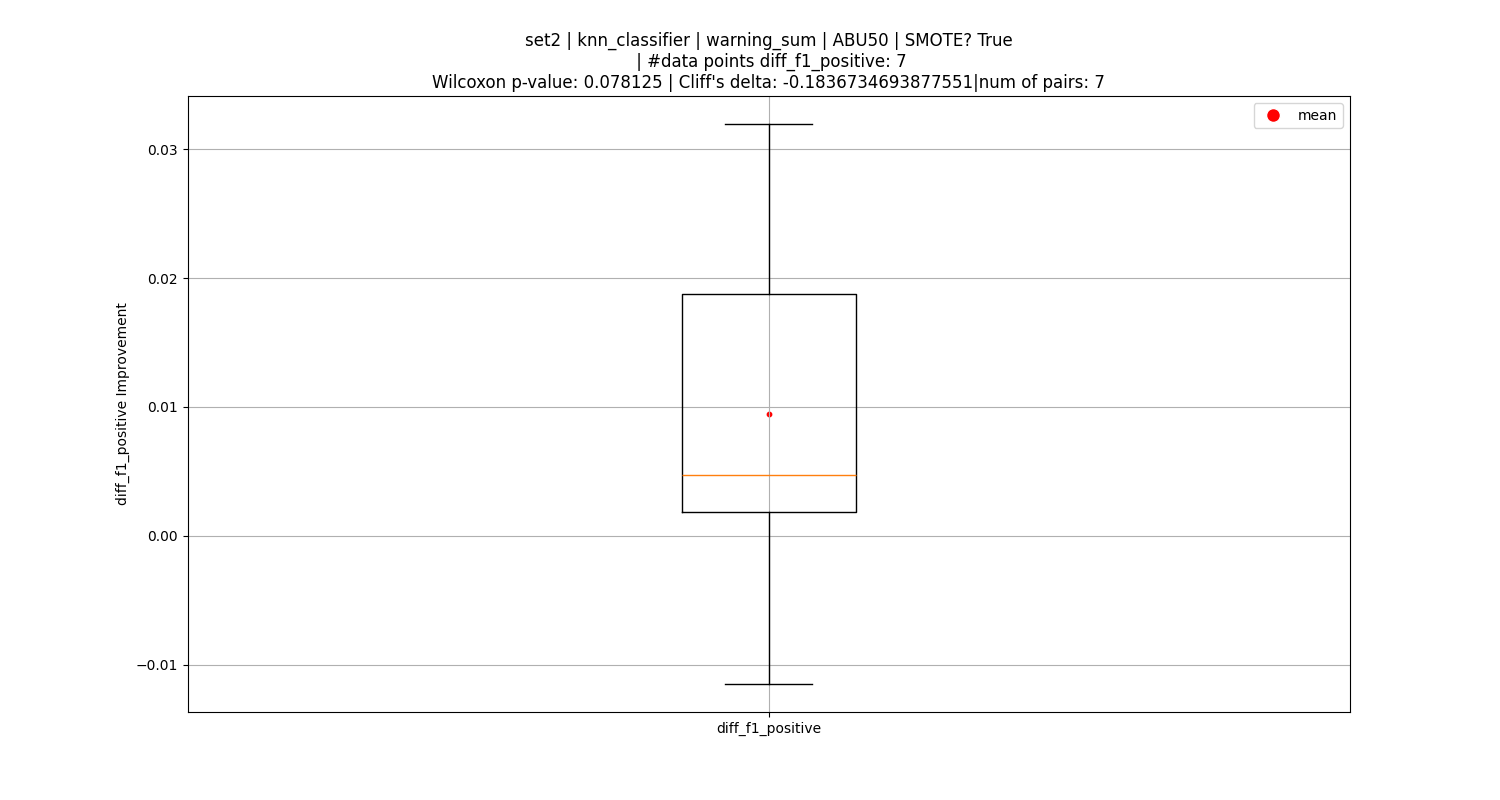 set2 | knn_classifier | warning_sum | ABU50 | SMOTE? True
| #data points diff_f1_positive: 7
Wilcoxon p-value: 0.078125 | Cliff's delta: -0.1836734693877551|num of pairs: 7
mean
0.03
0.02
0.01
0.00
−0.01
diff_f1_positive Improvement
diff_f1_positive